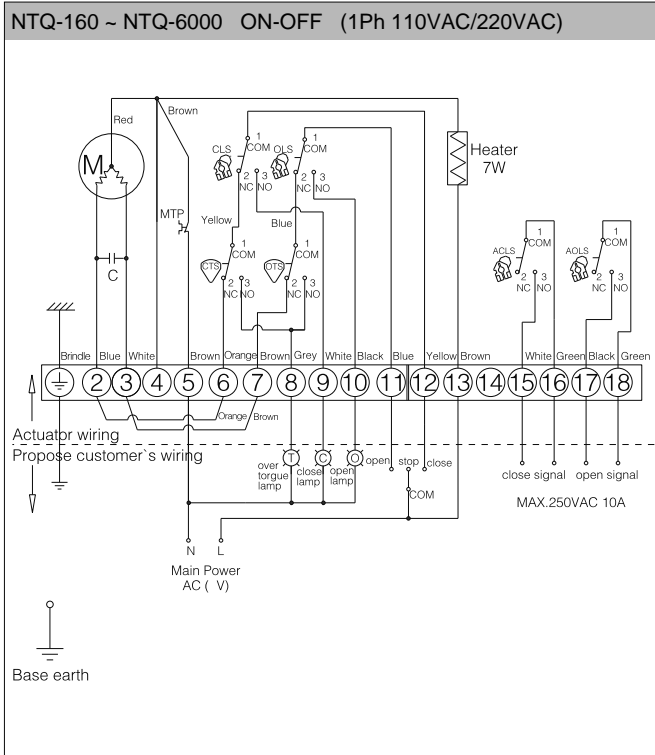 NTQ-160 ~ NTQ-6000 ON-OFF (1Ph 110VAC/220VAC)
Red
Brown
M
C
MTP
CLS
1
COM
2
NC
3
NO
OLS
1
COM
2
NC
3
NO
Heater
7W
Yellow
Blue
CTS
1
COM
2
NC
3
NO
OTS
1
COM
2
NC
3
NO
ACLS
1
COM
2
NC
3
NO
AOLS
1
COM
2
NC
3
NO
Brindle Blue White Brown Orange Brown Grey White Black Blue Yellow Brown White Green Black Green
2 3 4 5 6 7 8 9 10 11 12 13 14 15 16 17 18
Orange Brown
Actuator wiring
Propose customer`s wiring
T
over
torgue
lamp
C
close
lamp
O
open
lamp
open stop close
COM
close signal open signal
MAX.250VAC 10A
N L
Main Power
AC ( V)
Base earth